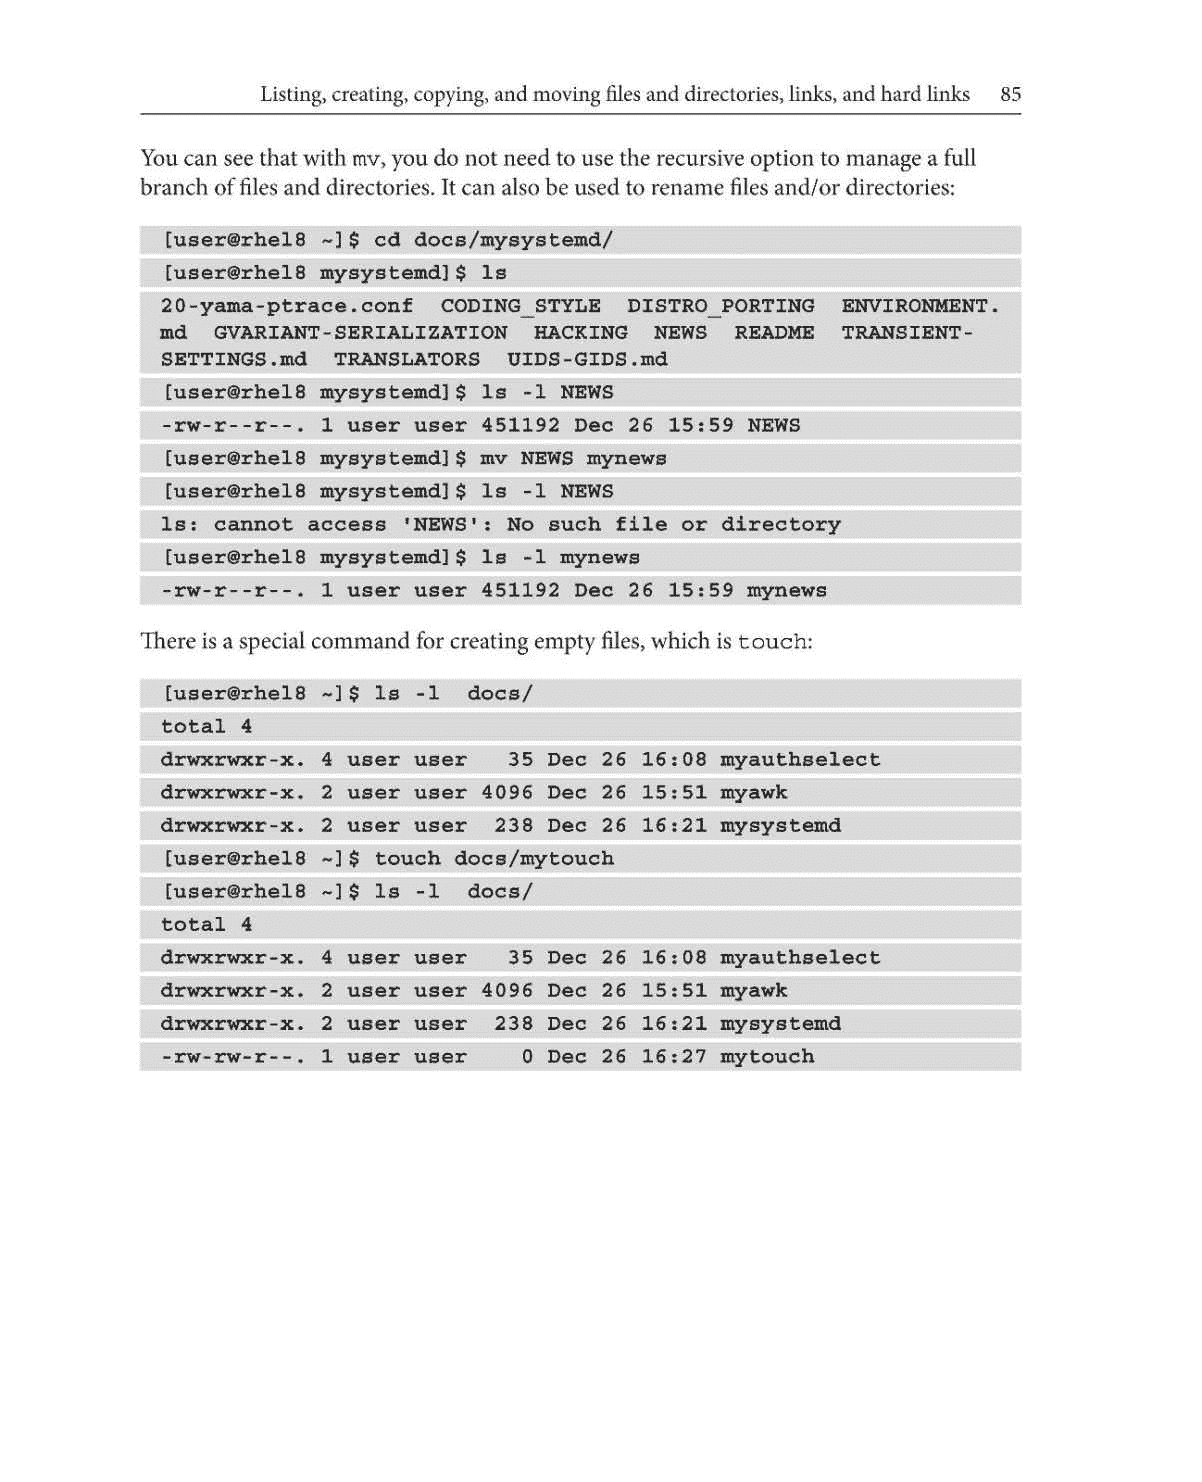 Listing, creating, copying, and moving files and directories, links, and hard links 85
You can see that with mv, you do not need to use the recursive option to manage a full
branch of files and directories. It can also be used to rename files and/or directories:
[user@rhel8 ~]$ cd docs/mysystemd/
[user@rhel8 mysystemd]$ ls
20-yama-ptrace.conf  CODING_STYLE  DISTRO_PORTING  ENVIRONMENT.
md  GVARIANT-SERIALIZATION  HACKING  NEWS  README  TRANSIENT-
SETTINGS.md  TRANSLATORS  UIDS-GIDS.md
[user@rhel8 mysystemd]$ ls -l NEWS
-rw-r--r--. 1 user user 451192 Dec 26 15:59 NEWS
[user@rhel8 mysystemd]$ mv NEWS mynews
[user@rhel8 mysystemd]$ ls -l NEWS
ls: cannot access 'NEWS': No such file or directory
[user@rhel8 mysystemd]$ ls -l mynews
-rw-r--r--. 1 user user 451192 Dec 26 15:59 mynews
There is a special command for creating empty files, which is touch:
[user@rhel8 ~]$ ls -l  docs/
total 4
drwxrwxr-x. 4 user user   35 Dec 26 16:08 myauthselect
drwxrwxr-x. 2 user user 4096 Dec 26 15:51 myawk
drwxrwxr-x. 2 user user  238 Dec 26 16:21 mysystemd
[user@rhel8 ~]$ touch docs/mytouch
[user@rhel8 ~]$ ls -l  docs/
total 4
drwxrwxr-x. 4 user user   35 Dec 26 16:08 myauthselect
drwxrwxr-x. 2 user user 4096 Dec 26 15:51 myawk
drwxrwxr-x. 2 user user  238 Dec 26 16:21 mysystemd
-rw-rw-r--. 1 user user    0 Dec 26 16:27 mytouch